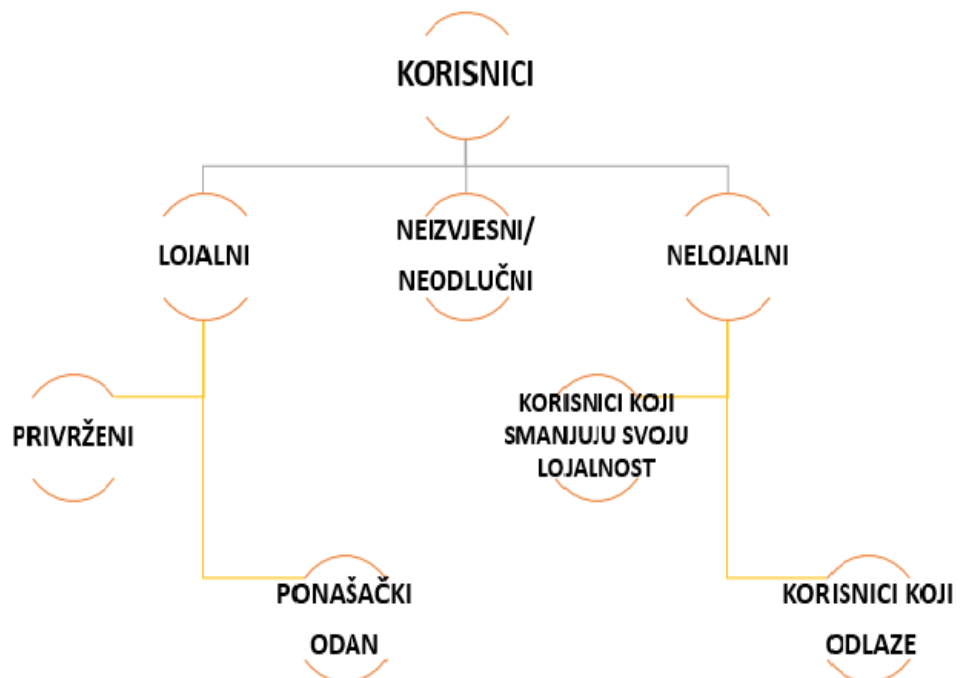 KORISNICI
LOJALNI
NEIZVJESNI/
NEODLUČNI
NELOJALNI
PRIVRŽENI
KORISNICI KOJI
SMANJUJU SVOJU
LOJALNOST
PONAŠAČKI
ODAN
KORISNICI KOJI
ODLAZE